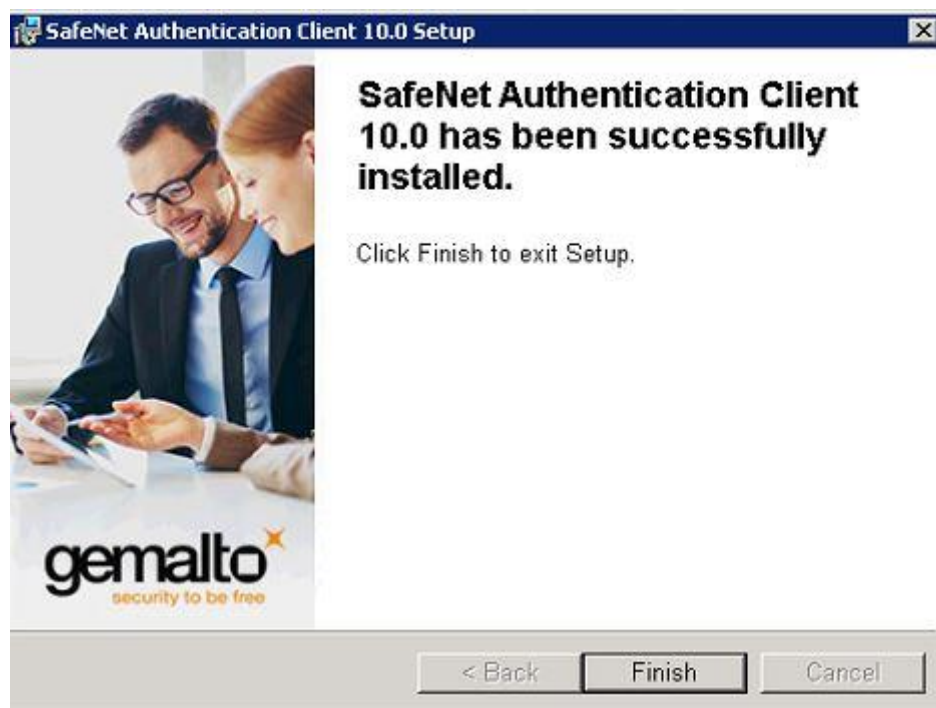 SafeNet Authentication Client 10.0 Setup
SafeNet Authentication Client
10.0 has been successfully
installed.
Click Finish to exit Setup.
gemalto
security to be free
< Back
Finish
Cancel